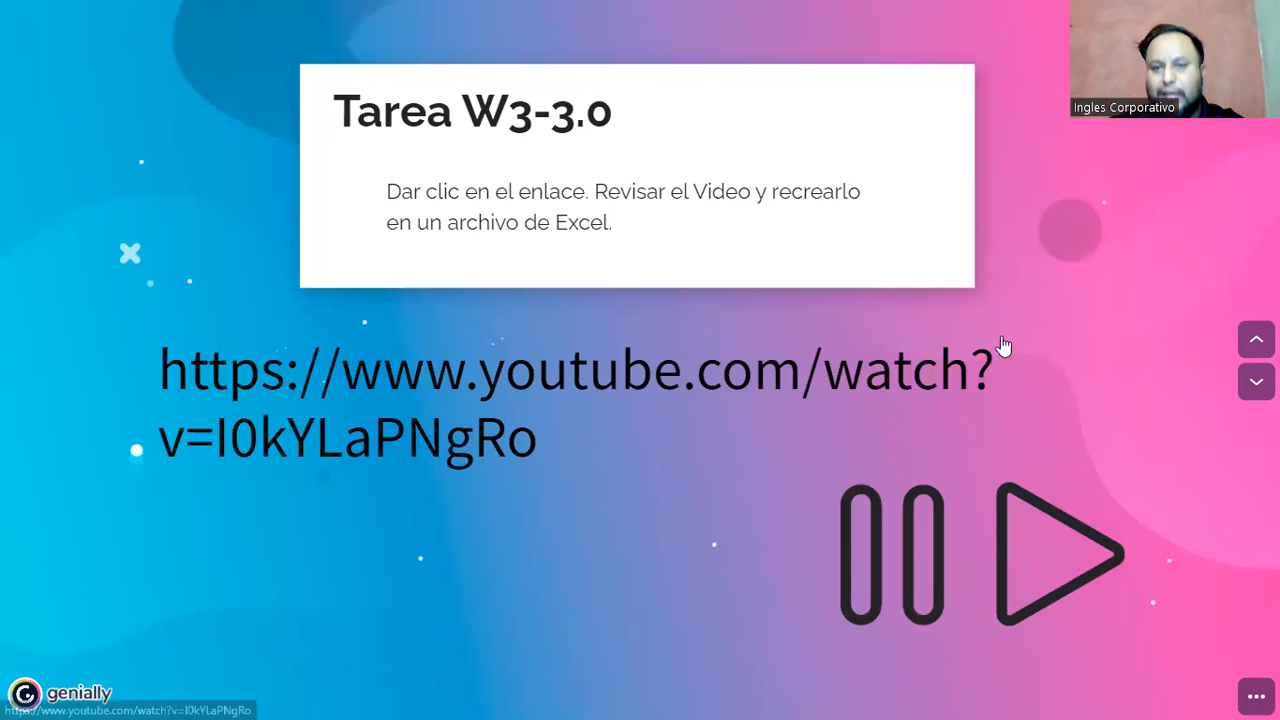 Tarea W3-3.0
Ingles Corporativo
Dar clic en el enlace. Revisar el Video y recrearlo
en un archivo de Excel.
https://www.youtube.com/watch?
v=I0kYLaPNgRo
genially
https://www.youtube.com/watch?v=I0kYLaPNgRo